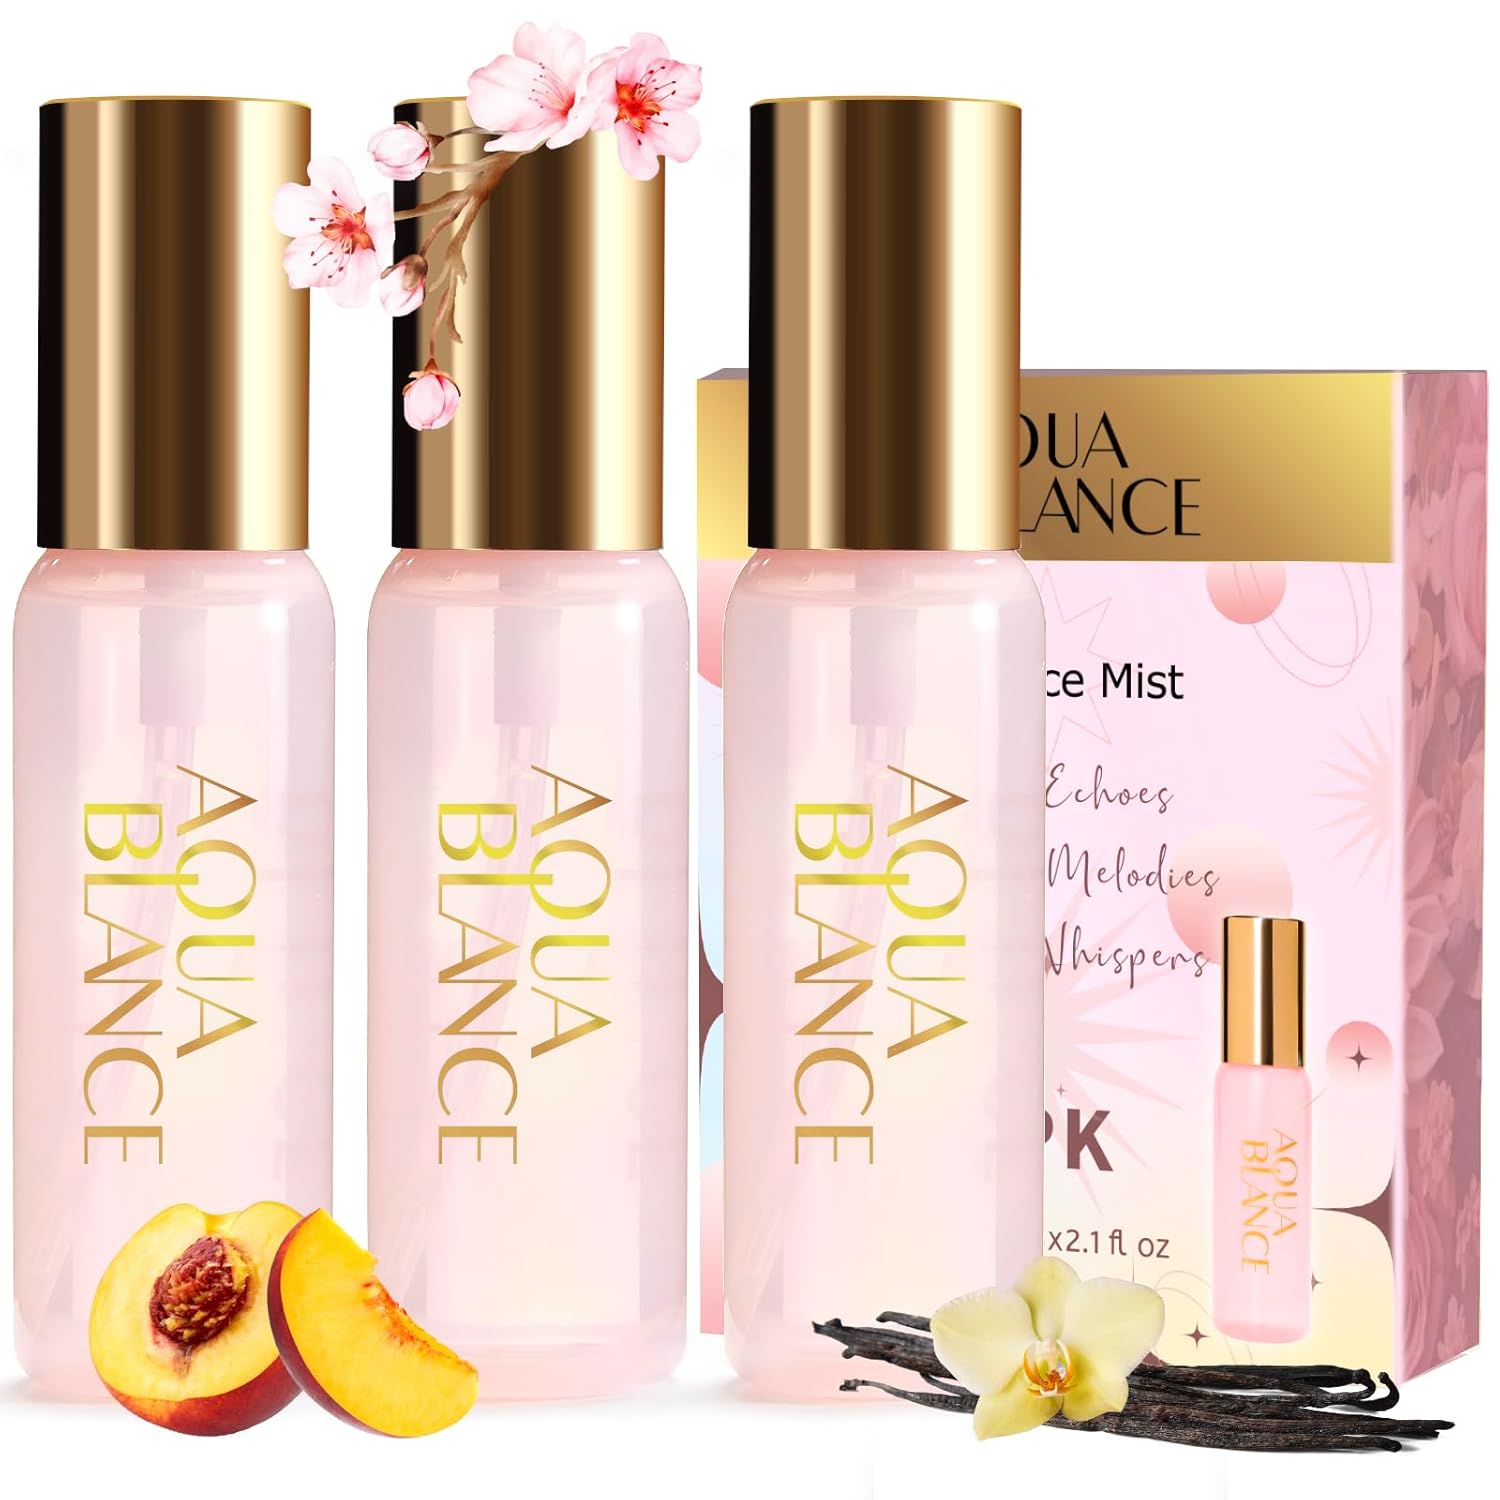 AQUA
BLANCE
AQUA
BLANCE
AQUA
BLANCE
QUA
LANCE
ce Mist
Echoes
Melodies
Whispers
PK
x2.1 fl oz
AQUA
BLANCE